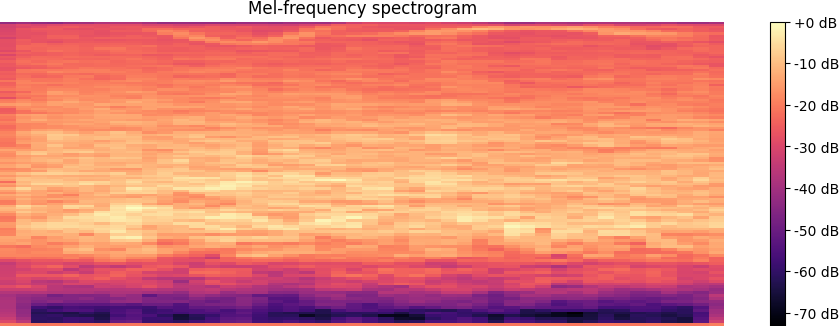 Mel-frequency spectrogram
+0 dB
-10 dB
-20 dB
-30 dB
-40 dB
-50 dB
-60 dB
-70 dB